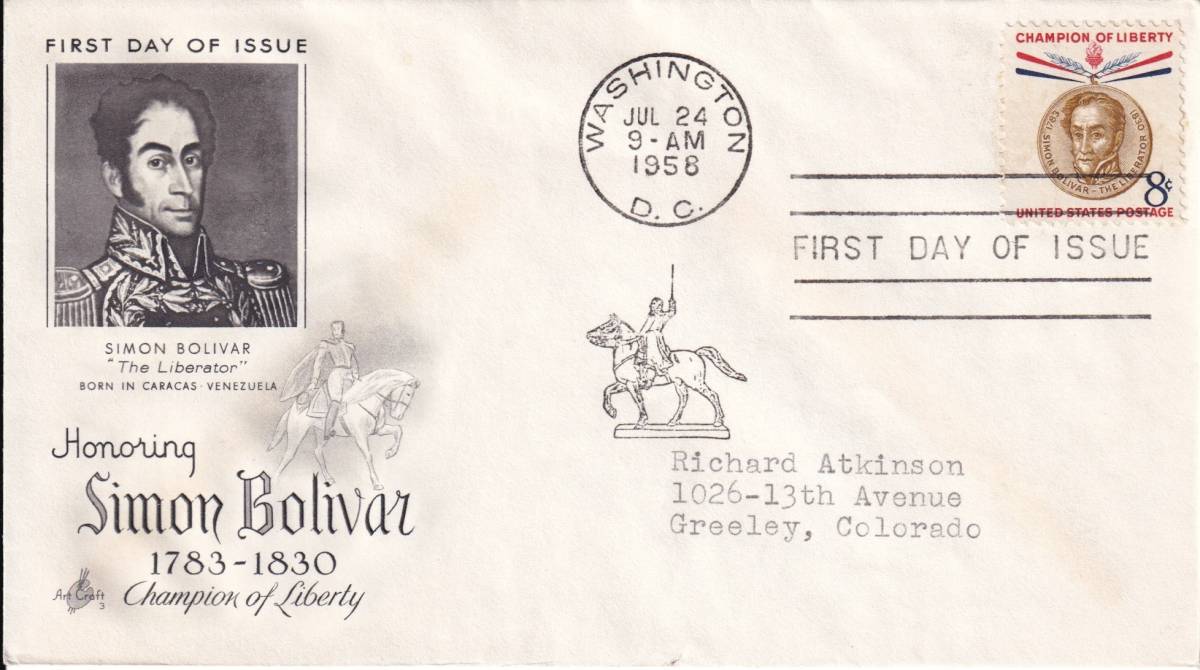 FIRST DAY OF ISSUE
SIMON BOLIVAR
"The Liberator"
BORN IN CARACAS · VENEZUELA
Honoring
Simon Bolivar
1783-1830
Champion of Liberty
Art Craft
3
WASHINGTON
JUL 24
9-AM
1958
D. C.
CHAMPION OF LIBERTY
1783 · SIMON BOLIVAR - THE LIBERATOR · 1830
8¢
UNITED STATES POSTAGE
FIRST DAY OF ISSUE
Richard Atkinson
1026-13th Avenue
Greeley, Colorado